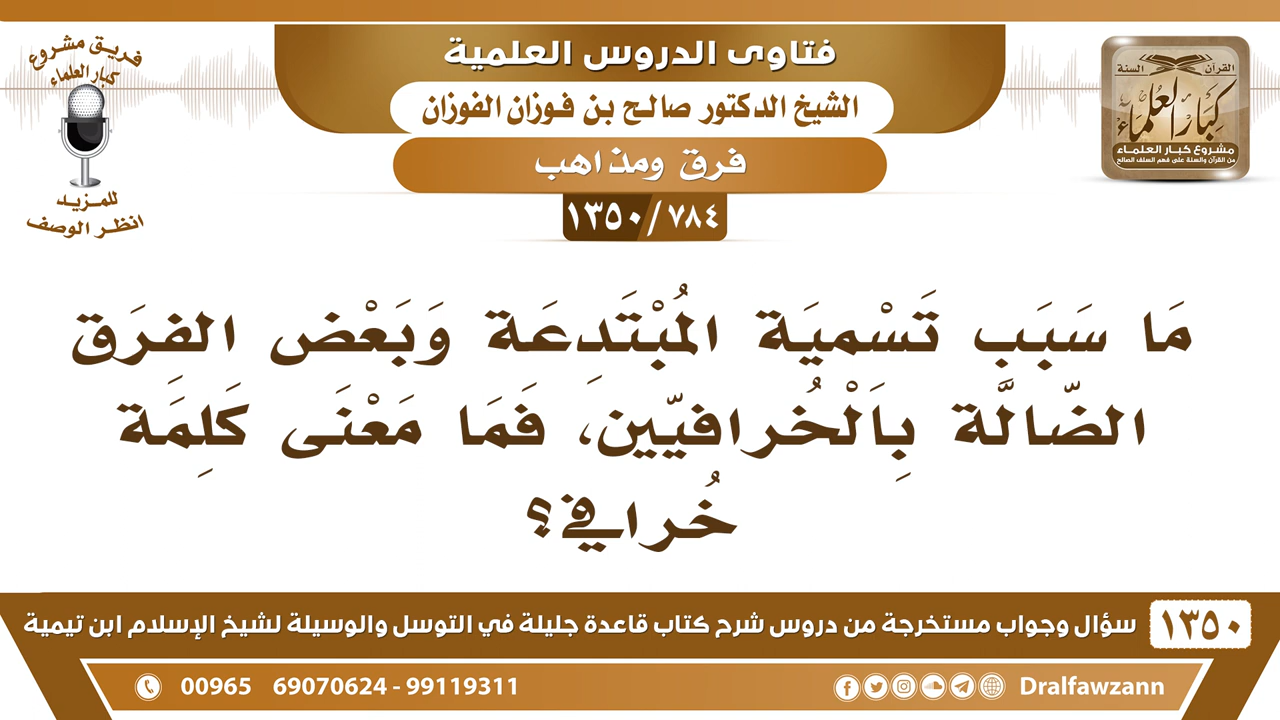 فتاوى الدروس العلمية
الشيخ الدكتور صالح بن فوزان الفوزان
فرق ومذاهب
٧٨٤/ ١٣٥٠
فريق مشروع
كبار العلماء
للمزيد
انظر الوصف
القرآن السنة
كبار العلماء
مشروع كبار العلماء
من القرآن والسنة على فهم السلف الصالح
مَا سَبَب تَسْمِيَة المُبْتَدِعَة وَبَعْض الفرَق
الضّالَّة بِالْخُرافيّين، فَمَا مَعْنَى كَلِمَة
خُرافي؟
١٣٥٠ سؤال وجواب مستخرجة من دروس شرح كتاب قاعدة جليلة في التوسل والوسيلة لشيخ الإسلام ابن تيمية
00965 69070624 - 99119311
Dralfawzann